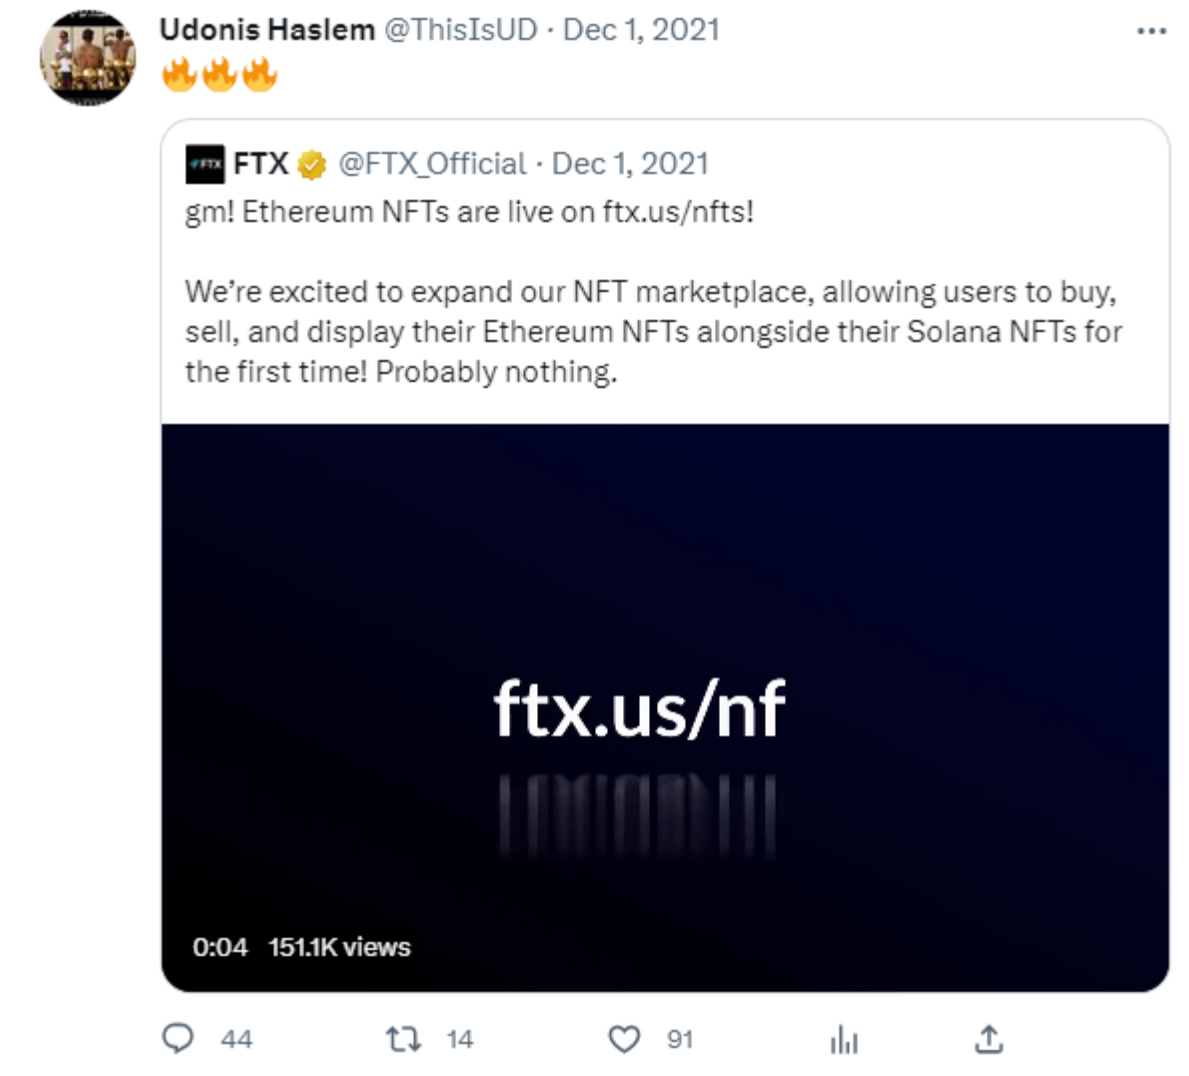 Udonis Haslem @ThisIsUD · Dec 1, 2021
🔥🔥🔥
FTX FTX @FTX_Official · Dec 1, 2021
gm! Ethereum NFTs are live on ftx.us/nfts!
We’re excited to expand our NFT marketplace, allowing users to buy,
sell, and display their Ethereum NFTs alongside their Solana NFTs for
the first time! Probably nothing.
ftx.us/nf
0:04 151.1K views
44 14 91